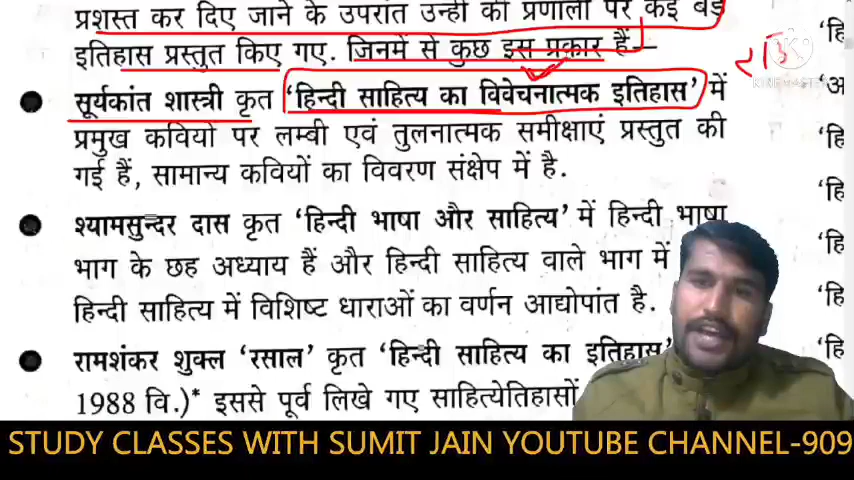 प्रशस्त कर दिए जाने के उपरांत उन्हीं की प्रणाली पर कई बड़े
इतिहास प्रस्तुत किए गए. जिनमें से कुछ इस प्रकार हैं—
सूर्यकांत शास्त्री कृत 'हिन्दी साहित्य का विवेचनात्मक इतिहास' में
प्रमुख कवियों पर लम्बी एवं तुलनात्मक समीक्षाएं प्रस्तुत की
गई हैं, सामान्य कवियों का विवरण संक्षेप में है.
श्यामसुन्दर दास कृत 'हिन्दी भाषा और साहित्य' में हिन्दी भाषा
भाग के छह अध्याय हैं और हिन्दी साहित्य वाले भाग में
हिन्दी साहित्य में विशिष्ट धाराओं का वर्णन आद्योपांत है.
रामशंकर शुक्ल 'रसाल' कृत 'हिन्दी साहित्य का इतिहास'
1988 वि.)* इससे पूर्व लिखे गए साहित्येतिहासों
'हि
'अ
'हि
'हि
'हि
'हि
'हि
KINEMASTER
STUDY CLASSES WITH SUMIT JAIN YOUTUBE CHANNEL-909